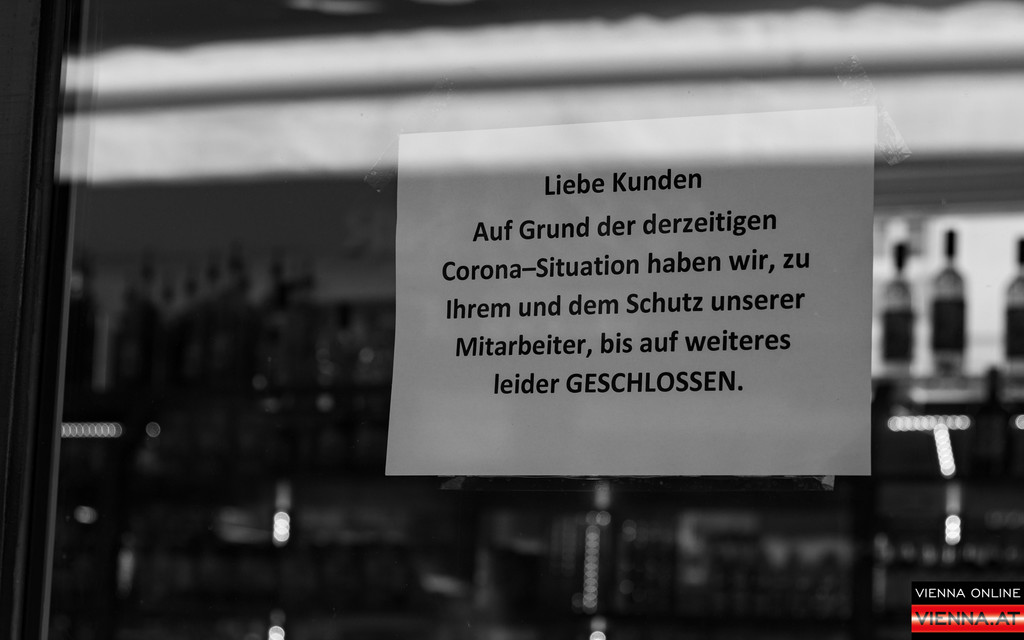 Liebe Kunden
Auf Grund der derzeitigen
Corona–Situation haben wir, zu
Ihrem und dem Schutz unserer
Mitarbeiter, bis auf weiteres
leider GESCHLOSSEN.
VIENNA ONLINE
VIENNA.AT